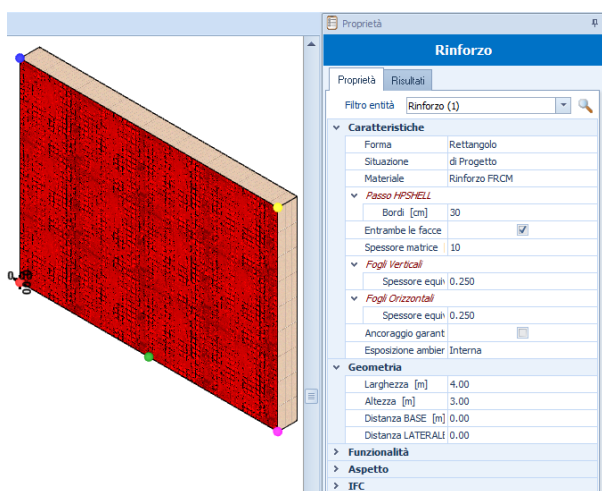 Proprietà
Rinforzo
Proprietà Risultati
Filtro entità Rinforzo (1)
Caratteristiche
Forma Rettangolo
Situazione di Progetto
Materiale Rinforzo FRCM
Passo HPSHELL
Bordi [cm] 30
Entrambe le facce
Spessore matrice 10
Fogli Verticali
Spessore equiv 0.250
Fogli Orizzontali
Spessore equiv 0.250
Ancoraggio garant
Esposizione ambier Interna
Geometria
Larghezza [m] 4.00
Altezza [m] 3.00
Distanza BASE [m] 0.00
Distanza LATERALE 0.00
Funzionalità
Aspetto
IFC